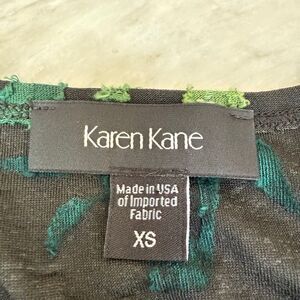 Karen Kane
Made in USA
of Imported
Fabric
XS